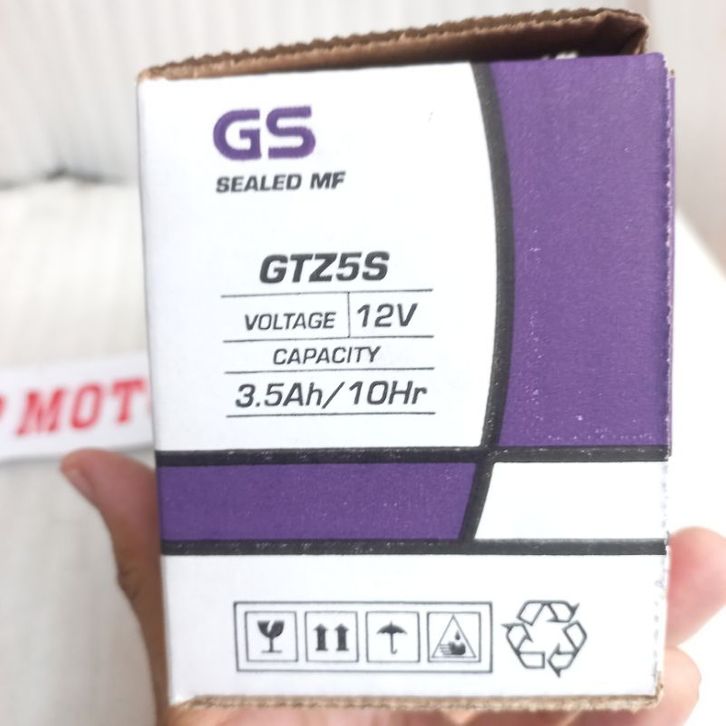 GS
SEALED MF
GTZ5S
VOLTAGE 12V
CAPACITY
3.5Ah/10Hr
P MOT